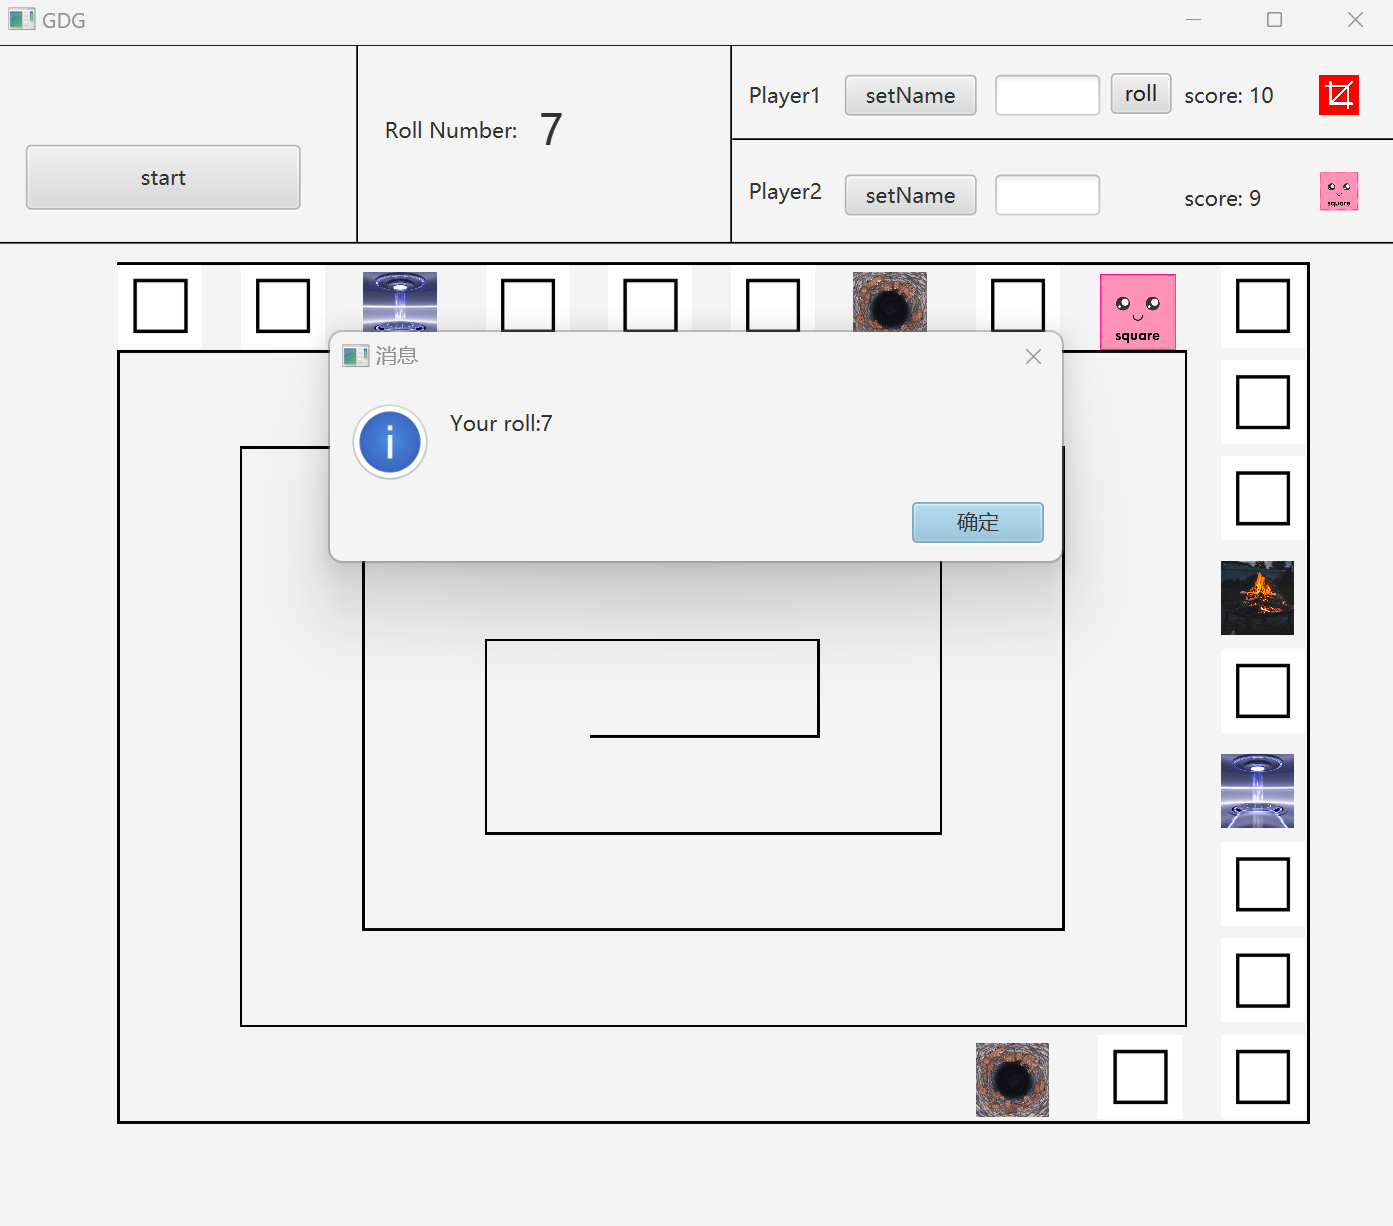 GDG
Player1
setName
roll
score: 10
Roll Number: 7
start
Player2
setName
score: 9
square
square
消息
Your roll:7
确定